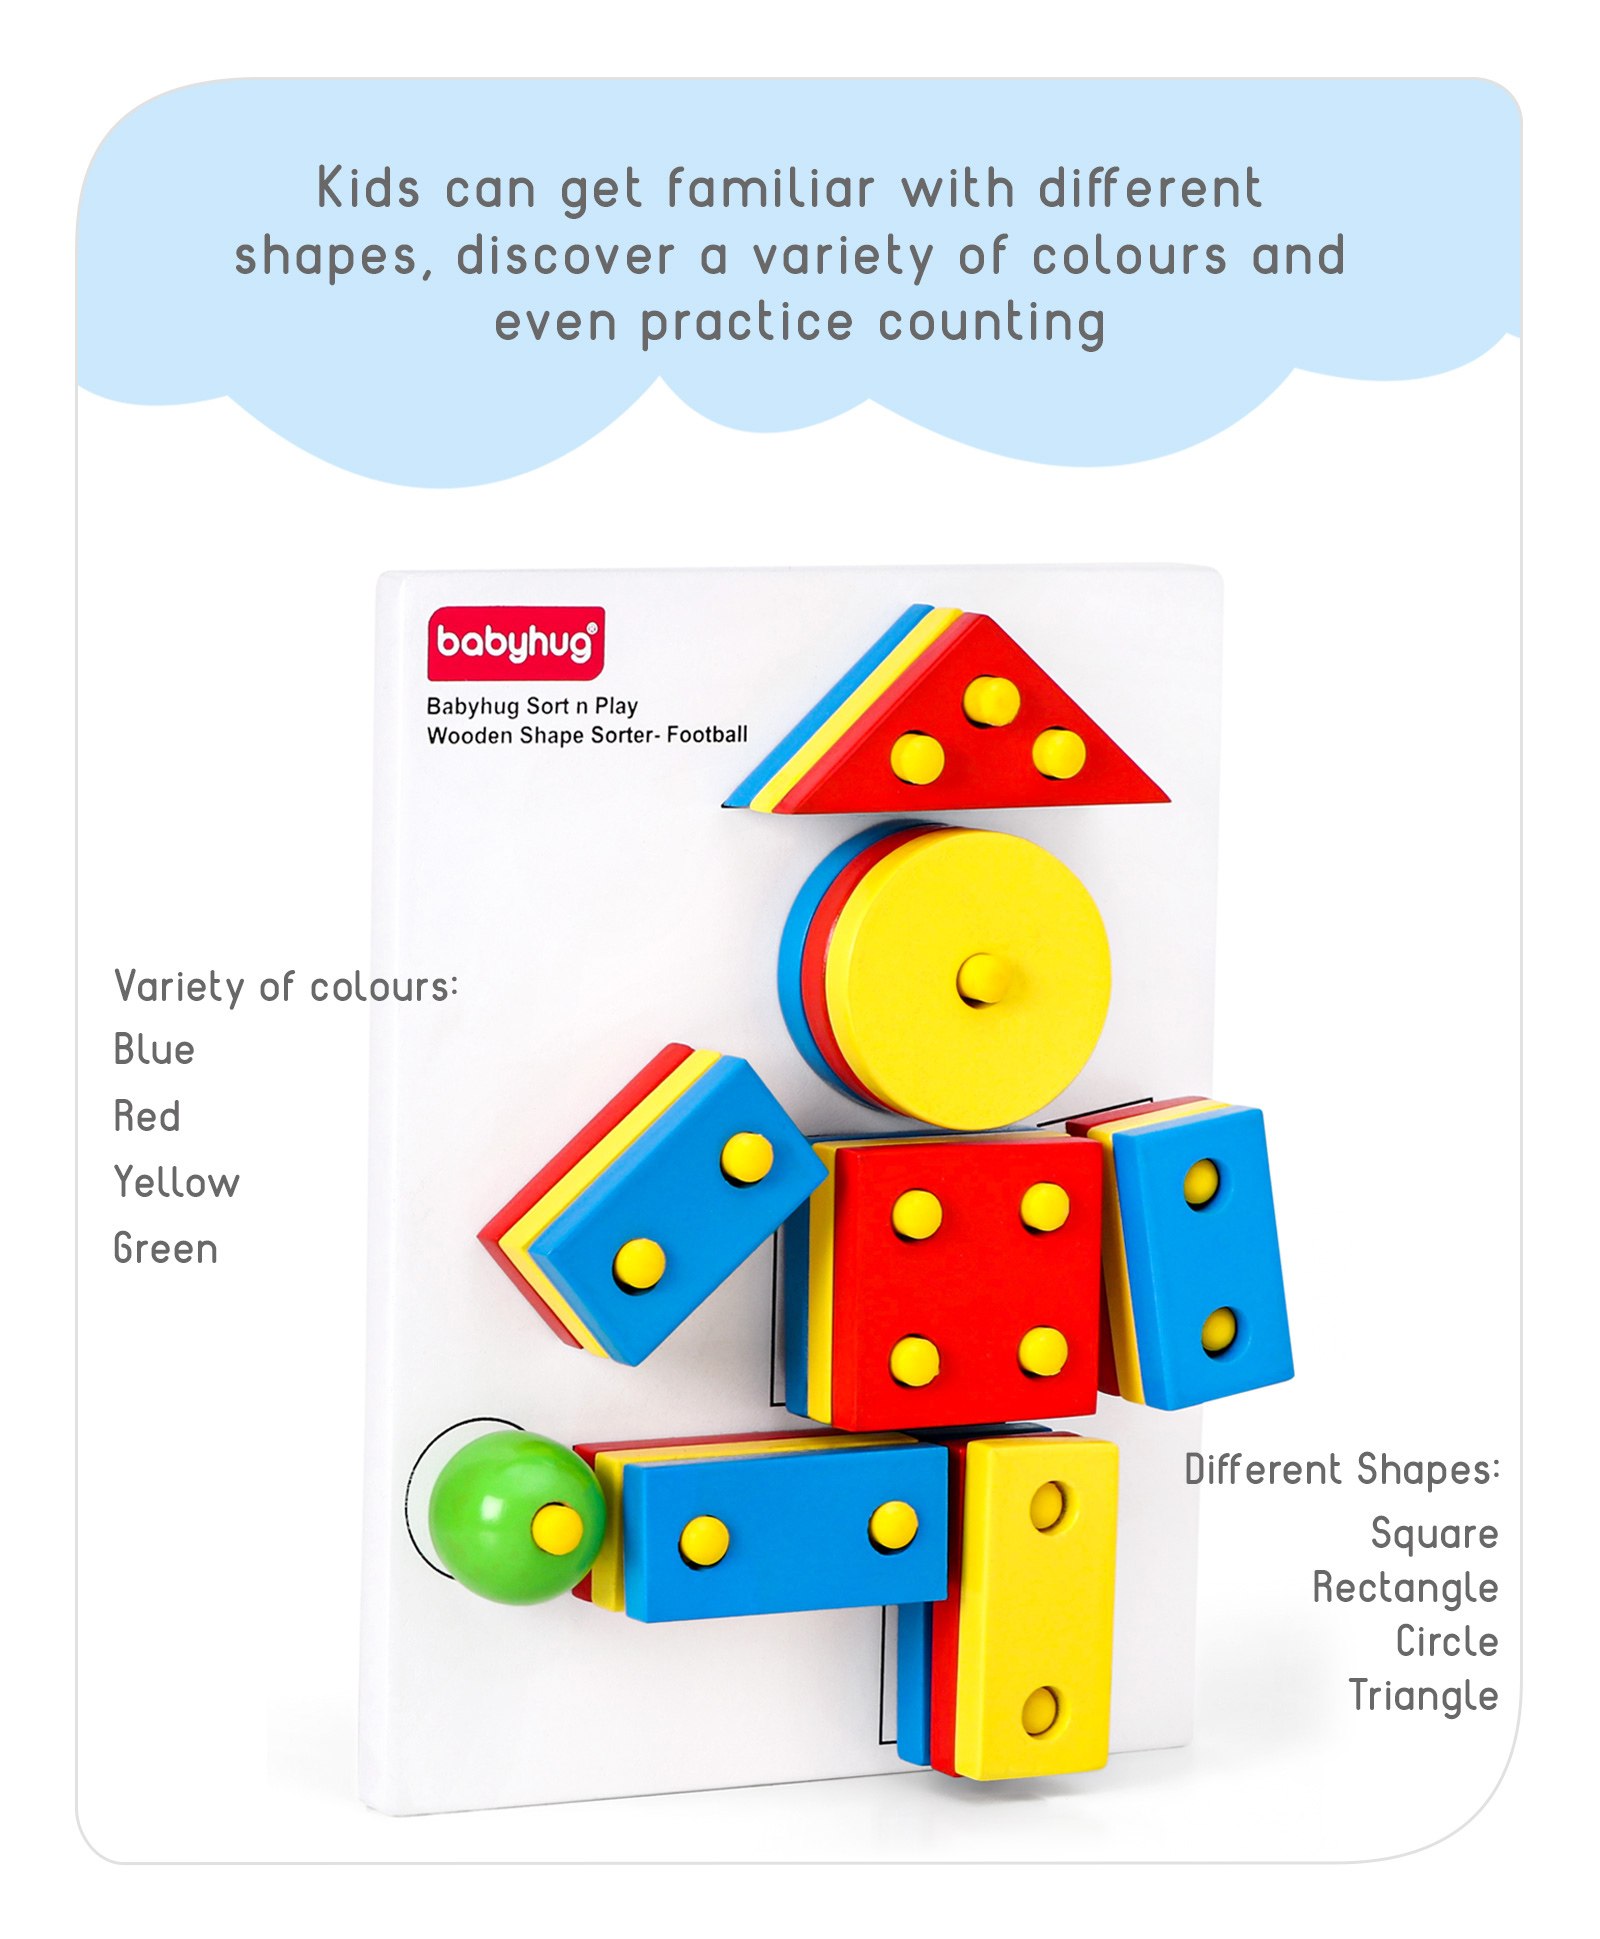 Kids can get familiar with different
shapes, discover a variety of colours and
even practice counting
babyhug®
Babyhug Sort n Play
Wooden Shape Sorter- Football
Variety of colours:
Blue
Red
Yellow
Green
Different Shapes:
Square
Rectangle
Circle
Triangle